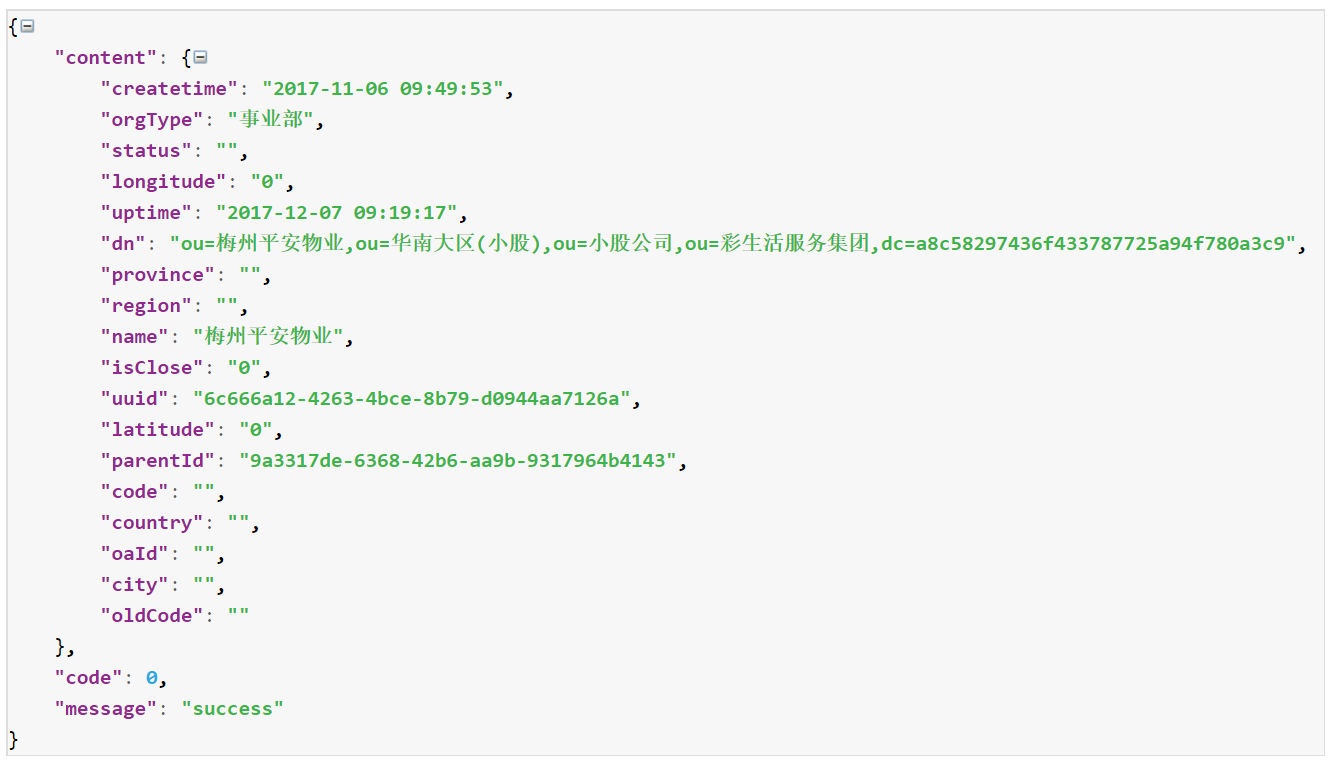 {
"content": {
"createtime": "2017-11-06 09:49:53",
"orgType": "事业部",
"status": "",
"longitude": "0",
"uptime": "2017-12-07 09:19:17",
"dn": "ou=梅州平安物业,ou=华南大区(小股),ou=小股公司,ou=彩生活服务集团,dc=a8c58297436f433787725a94f780a3c9",
"province": "",
"region": "",
"name": "梅州平安物业",
"isClose": "0",
"uuid": "6c666a12-4263-4bce-8b79-d0944aa7126a",
"latitude": "0",
"parentId": "9a3317de-6368-42b6-aa9b-9317964b4143",
"code": "",
"country": "",
"oaId": "",
"city": "",
"oldCode": ""
},
"code": 0,
"message": "success"
}